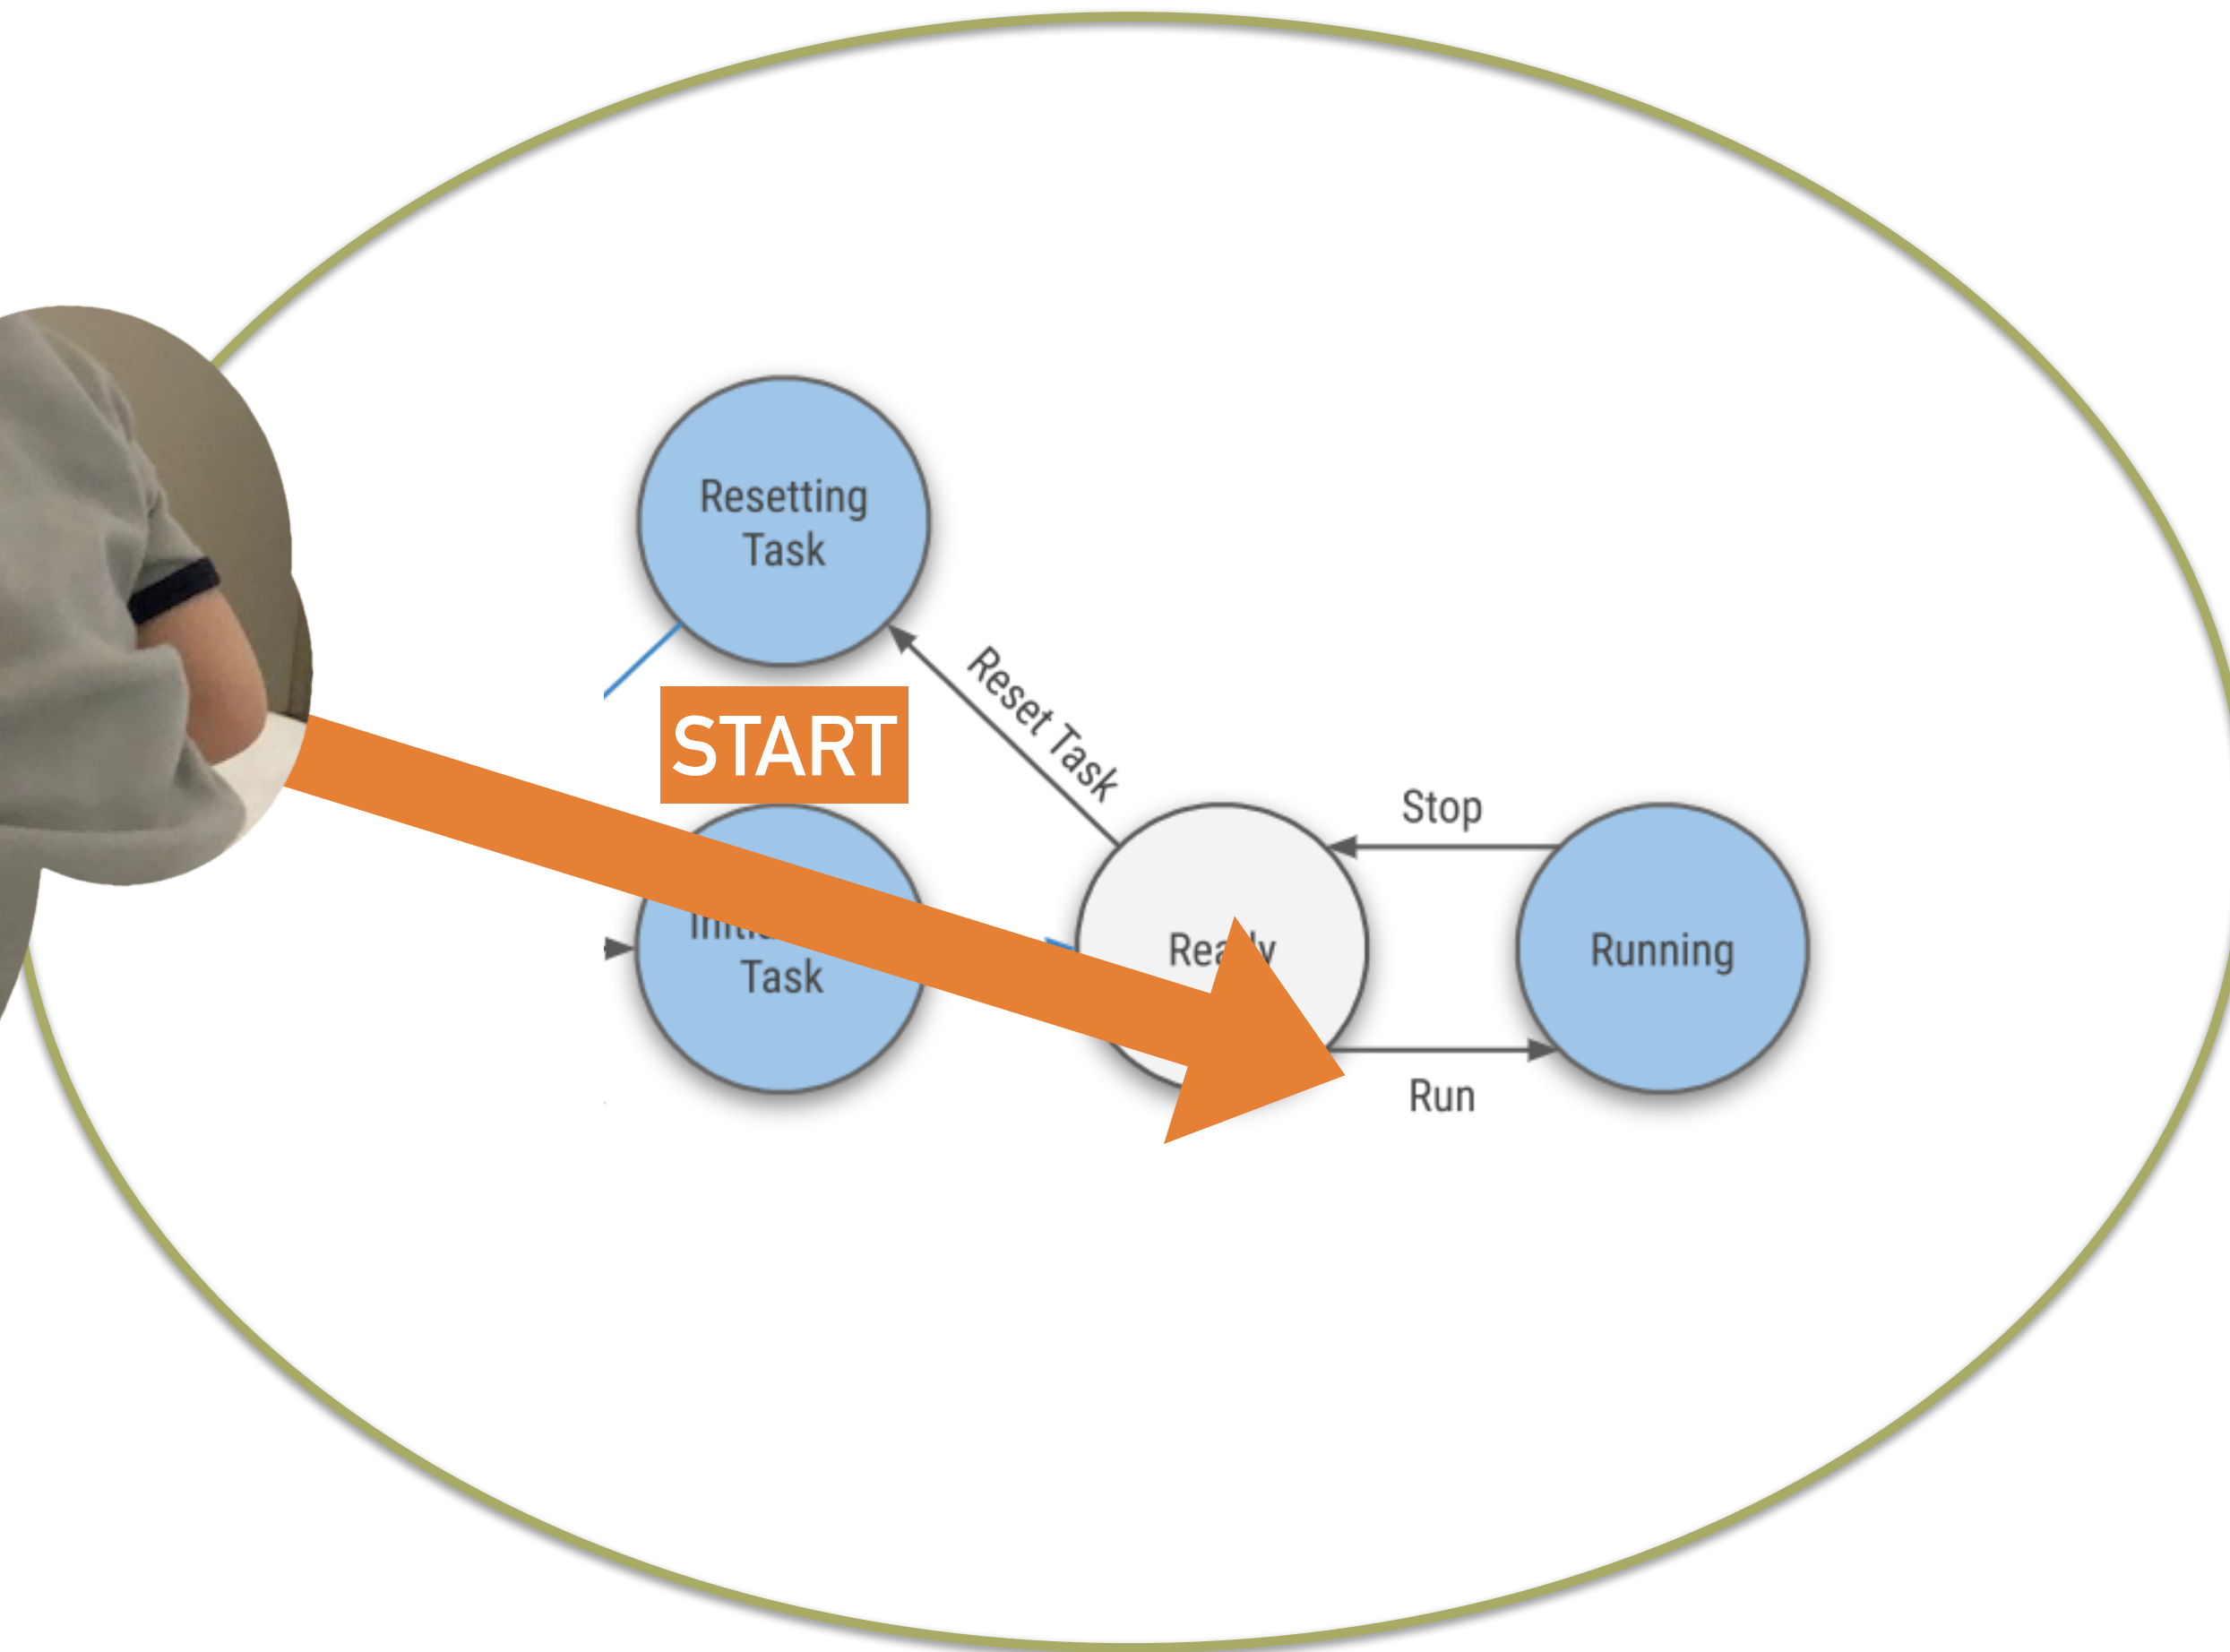 Resetting
Task
START
Reset Task
Stop
Task
Running
Run